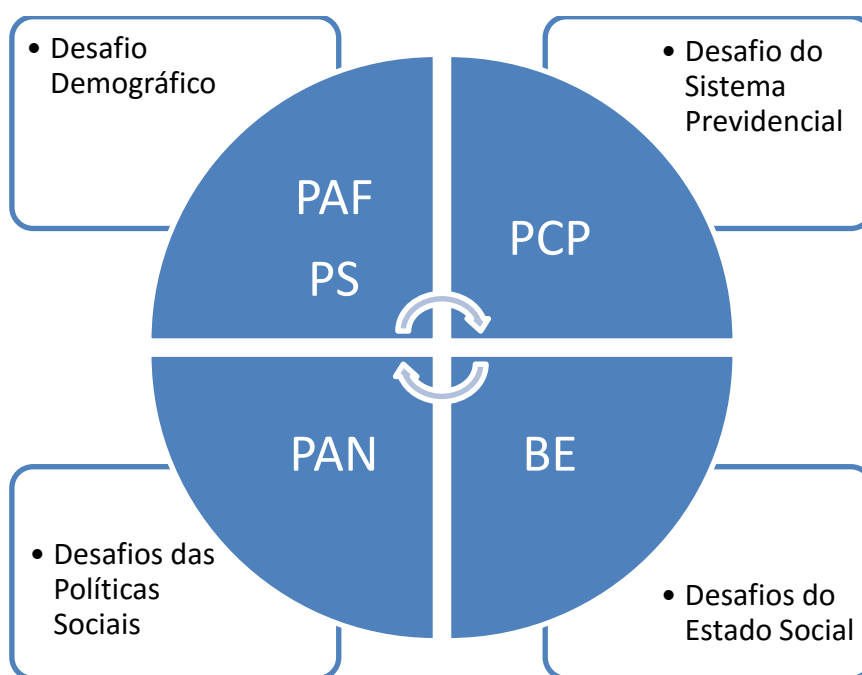 • Desafio
Demográfico
• Desafio do
Sistema
Previdencial
PAF
PS
PCP
PAN
BE
• Desafios das
Políticas
Sociais
• Desafios do
Estado Social